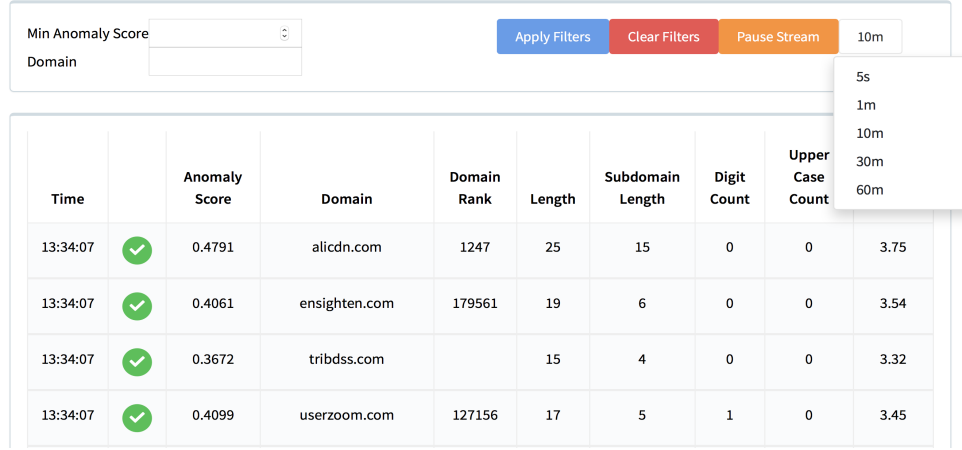 Min Anomaly Score
Apply Filters Clear Filters Pause Stream 10m
Domain
5s
1m
10m
30m
60m
Time Anomaly Score Domain Domain Rank Length Subdomain Length Digit Count Upper Case Count
13:34:07 0.4791 alicdn.com 1247 25 15 0 0 3.75
13:34:07 0.4061 ensighten.com 179561 19 6 0 0 3.54
13:34:07 0.3672 tribdss.com 15 4 0 0 3.32
13:34:07 0.4099 userzoom.com 127156 17 5 1 0 3.45